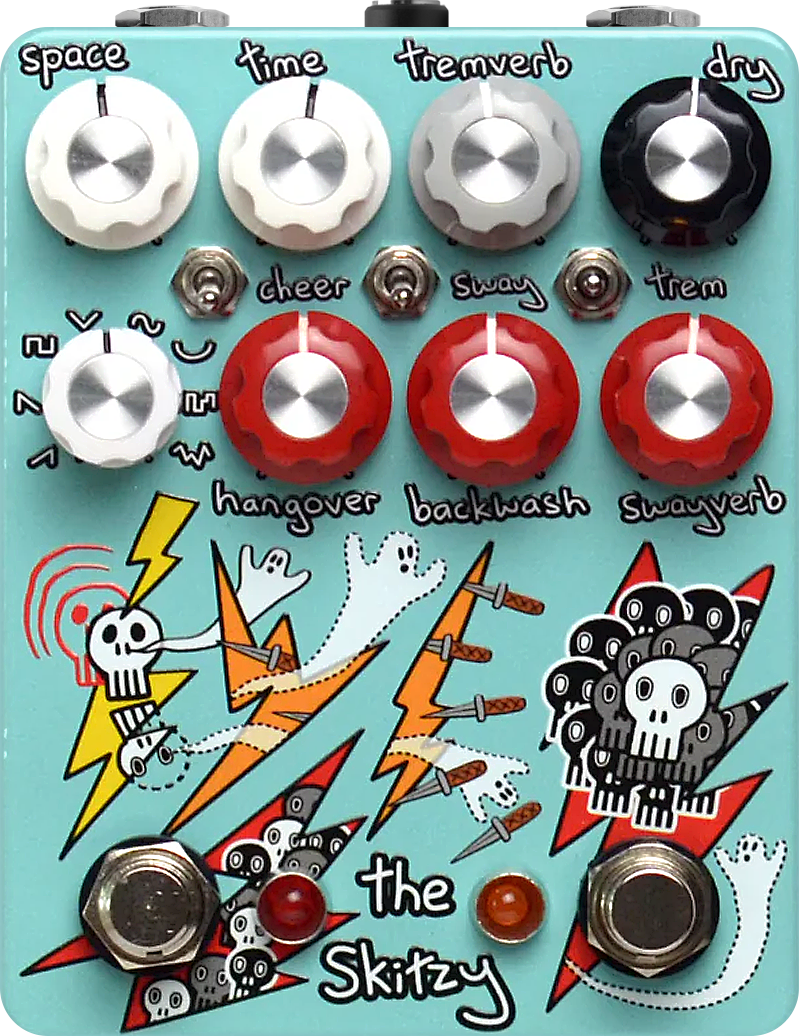 space time tremverb dry
cheer sway trem
hangover backwash swayverb
the
Skitzy